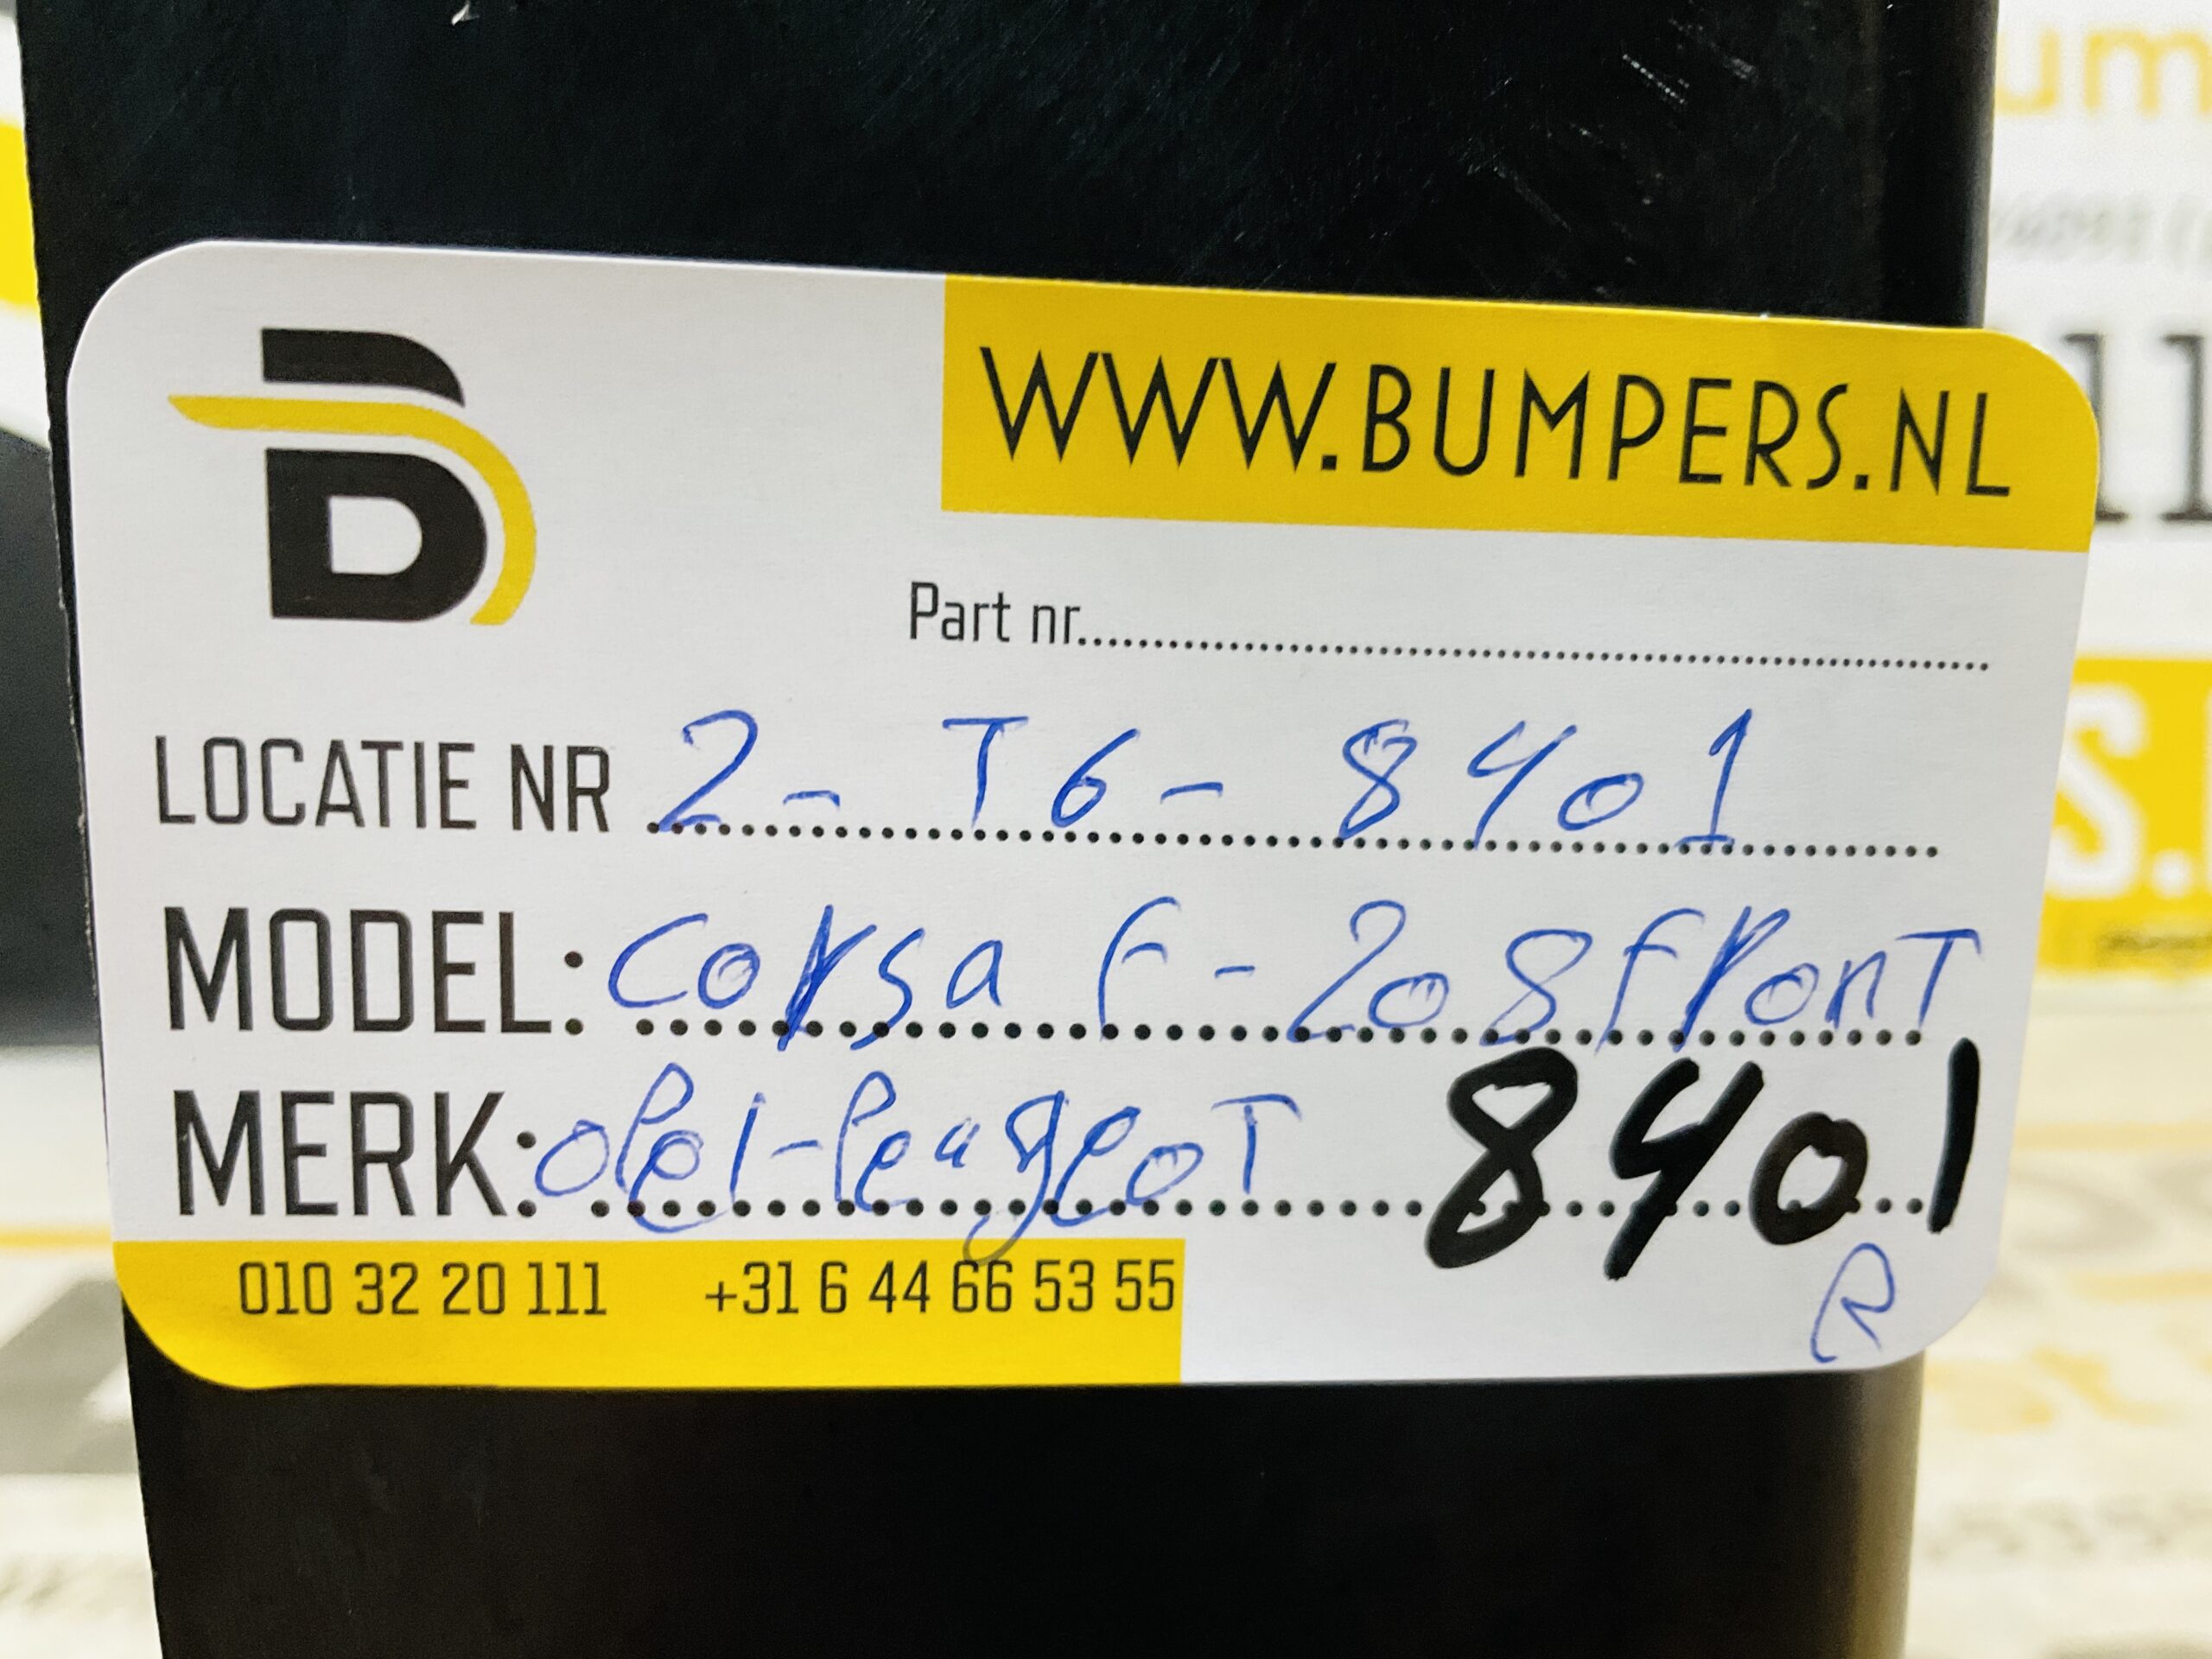 WWW.BUMPERS.NL
Part nr.
LOCATIE NR 2 - T6 - 8401
MODEL: Corsa F - 208 fRonT
MERK: oPel-PeugeoT 8401
R
010 32 20 111 +31 6 44 66 53 55